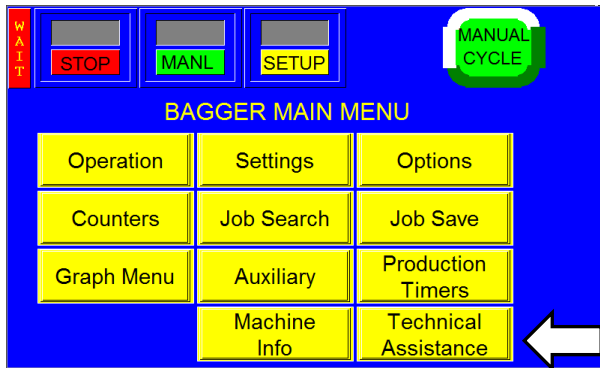 WAIT
STOP
MANL
SETUP
MANUAL
CYCLE
BAGGER MAIN MENU
Operation
Settings
Options
Counters
Job Search
Job Save
Graph Menu
Auxiliary
Production
Timers
Machine
Info
Technical
Assistance